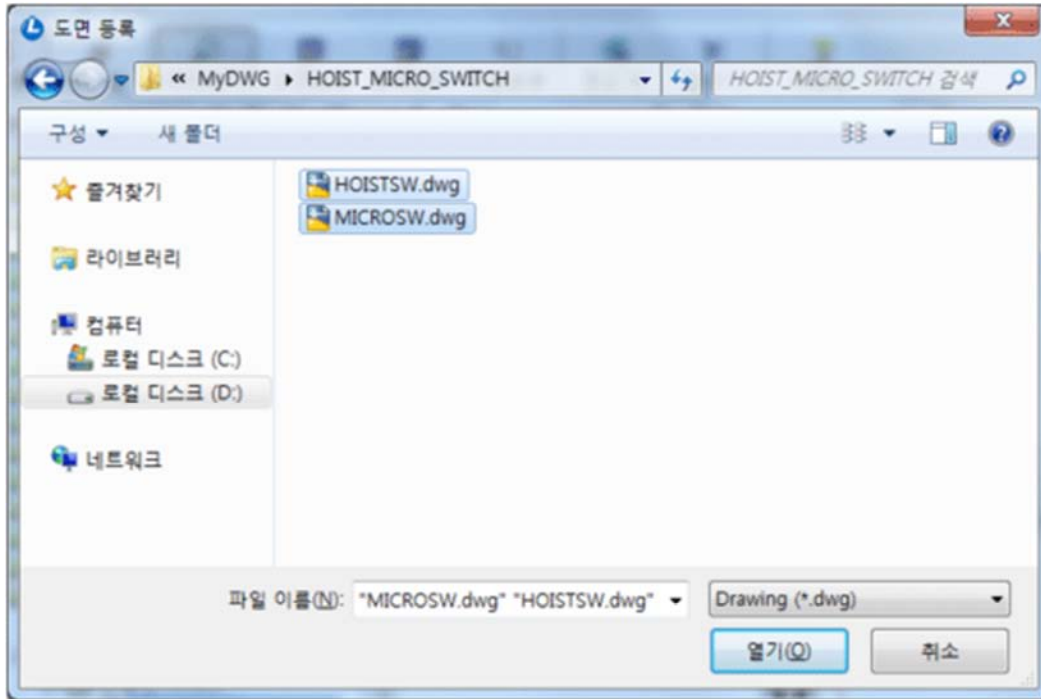 도면 등록
« MyDWG ▸ HOIST_MICRO_SWITCH
HOIST_MICRO_SWITCH 검색
구성 새 폴더
즐겨찾기
HOISTSW.dwg
MICROSW.dwg
라이브러리
컴퓨터
로컬 디스크 (C:)
로컬 디스크 (D:)
네트워크
파일 이름(N): "MICROSW.dwg" "HOISTSW.dwg" Drawing (*.dwg)
열기(O) 취소